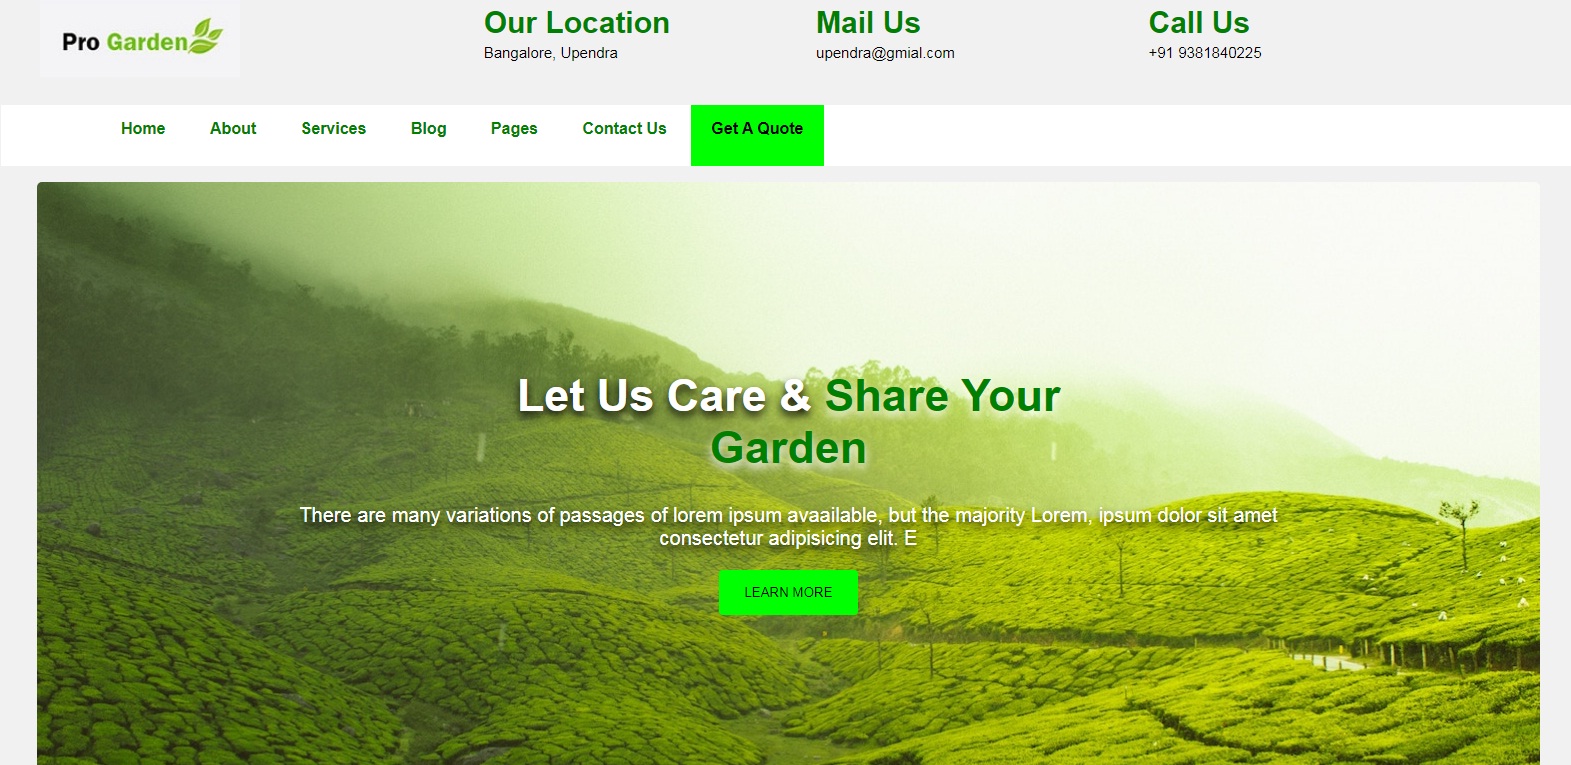 Pro Garden
Our Location
Bangalore, Upendra
Mail Us
upendra@gmial.com
Call Us
+91 9381840225
Home About Services Blog Pages Contact Us Get A Quote
Let Us Care & Share Your
Garden
There are many variations of passages of lorem ipsum avaailable, but the majority Lorem, ipsum dolor sit amet
consectetur adipisicing elit. E
LEARN MORE